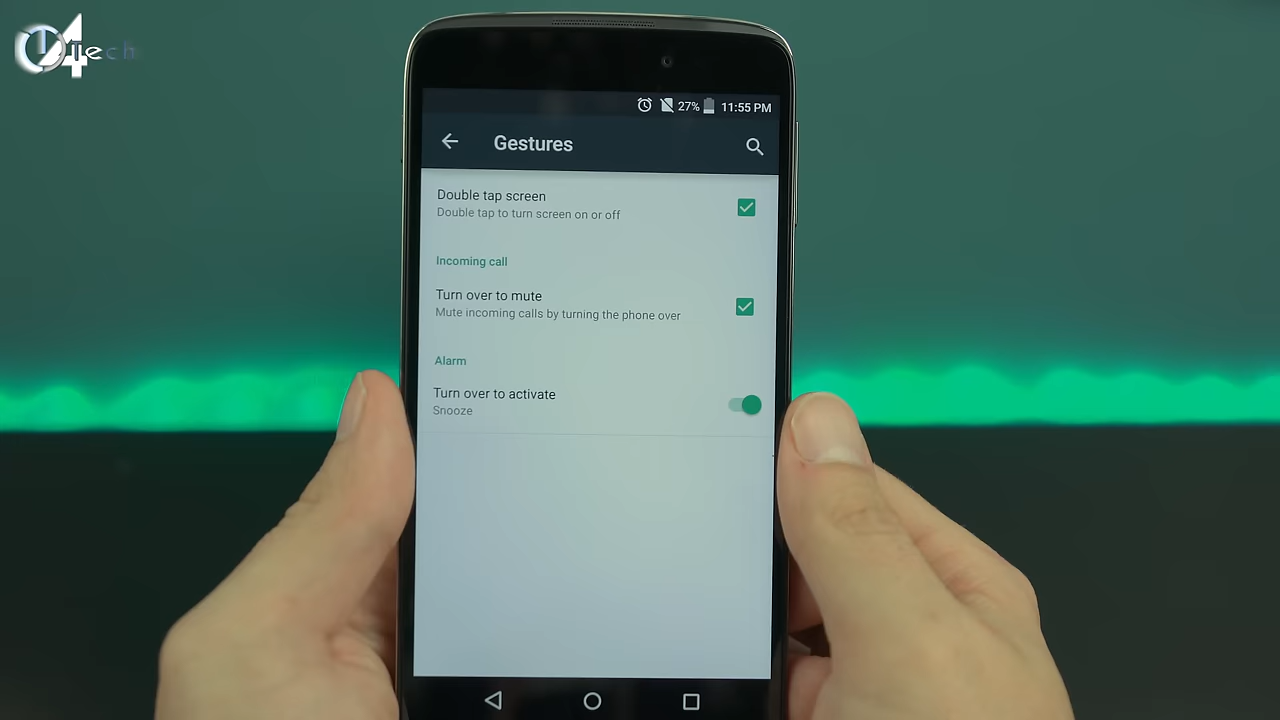 4Tech
27% 11:55 PM
Gestures
Double tap screen
Double tap to turn screen on or off
Incoming call
Turn over to mute
Mute incoming calls by turning the phone over
Alarm
Turn over to activate
Snooze